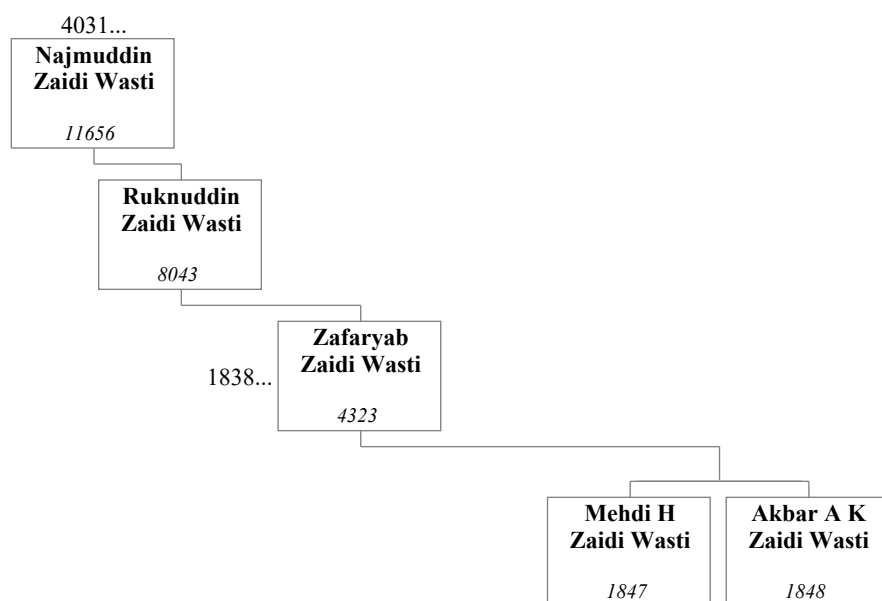 4031...
Najmuddin
Zaidi Wasti
11656
Ruknuddin
Zaidi Wasti
8043
1838...
Zafaryab
Zaidi Wasti
4323
Mehdi H
Zaidi Wasti
1847
Akbar A K
Zaidi Wasti
1848